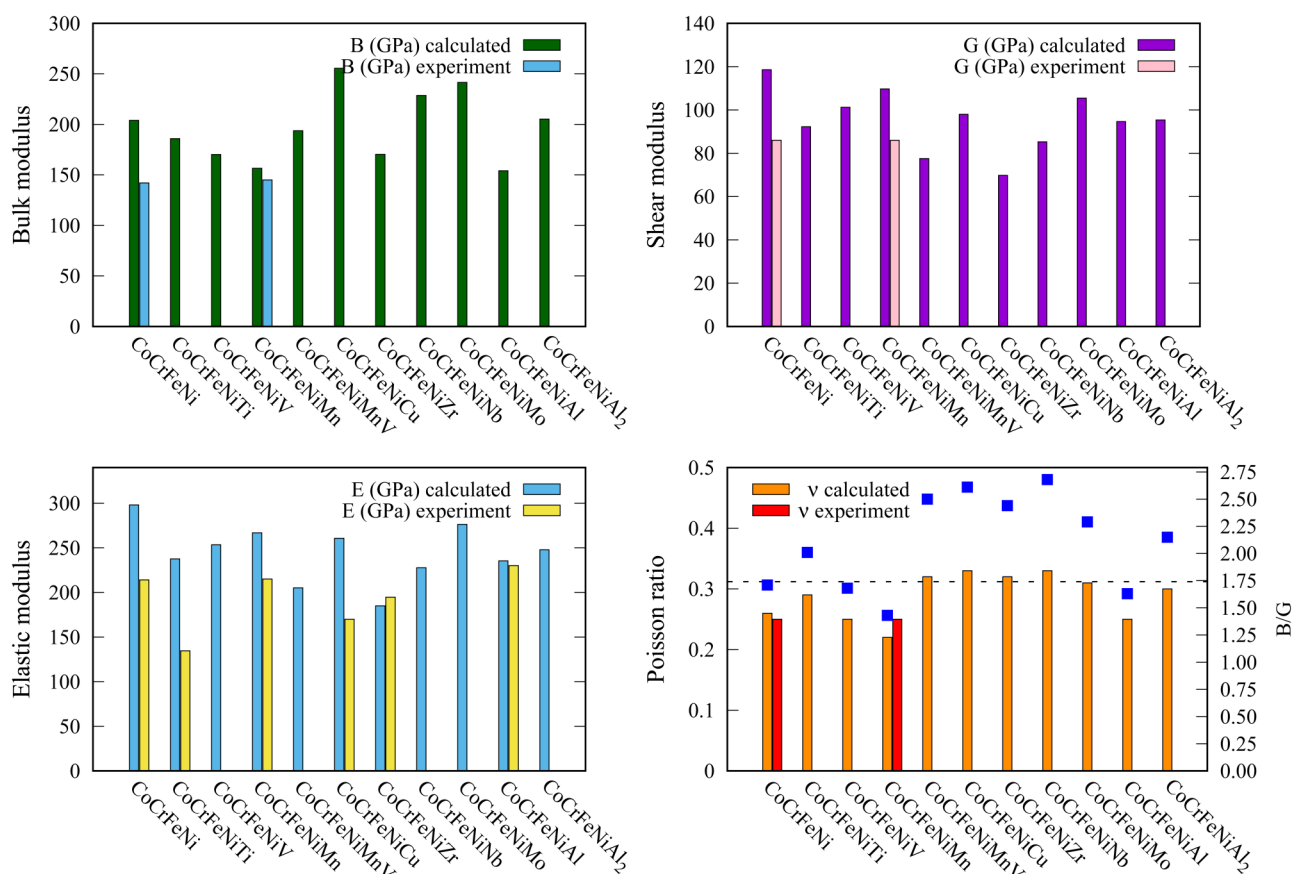 300
250
200
150
100
50
0
Bulk modulus
B (GPa) calculated
B (GPa) experiment
CoCrFeNi
CoCrFeNiTi
CoCrFeNiV
CoCrFeNiMn
CoCrFeNiMnV
CoCrFeNiCu
CoCrFeNiZr
CoCrFeNiNb
CoCrFeNiMo
CoCrFeNiAl
CoCrFeNiAl₂
140
120
100
80
60
40
20
0
Shear modulus
G (GPa) calculated
G (GPa) experiment
CoCrFeNi
CoCrFeNiTi
CoCrFeNiV
CoCrFeNiMn
CoCrFeNiMnV
CoCrFeNiCu
CoCrFeNiZr
CoCrFeNiNb
CoCrFeNiMo
CoCrFeNiAl
CoCrFeNiAl₂
300
250
200
150
100
50
0
Elastic modulus
E (GPa) calculated
E (GPa) experiment
CoCrFeNi
CoCrFeNiTi
CoCrFeNiV
CoCrFeNiMn
CoCrFeNiMnV
CoCrFeNiCu
CoCrFeNiZr
CoCrFeNiNb
CoCrFeNiMo
CoCrFeNiAl
CoCrFeNiAl₂
0.5
0.4
0.3
0.2
0.1
0
Poisson ratio
ν calculated
ν experiment
2.75
2.50
2.25
2.00
1.75
1.50
1.25
1.00
0.75
0.50
0.25
0.00
B/G
CoCrFeNi
CoCrFeNiTi
CoCrFeNiV
CoCrFeNiMn
CoCrFeNiMnV
CoCrFeNiCu
CoCrFeNiZr
CoCrFeNiNb
CoCrFeNiMo
CoCrFeNiAl
CoCrFeNiAl₂